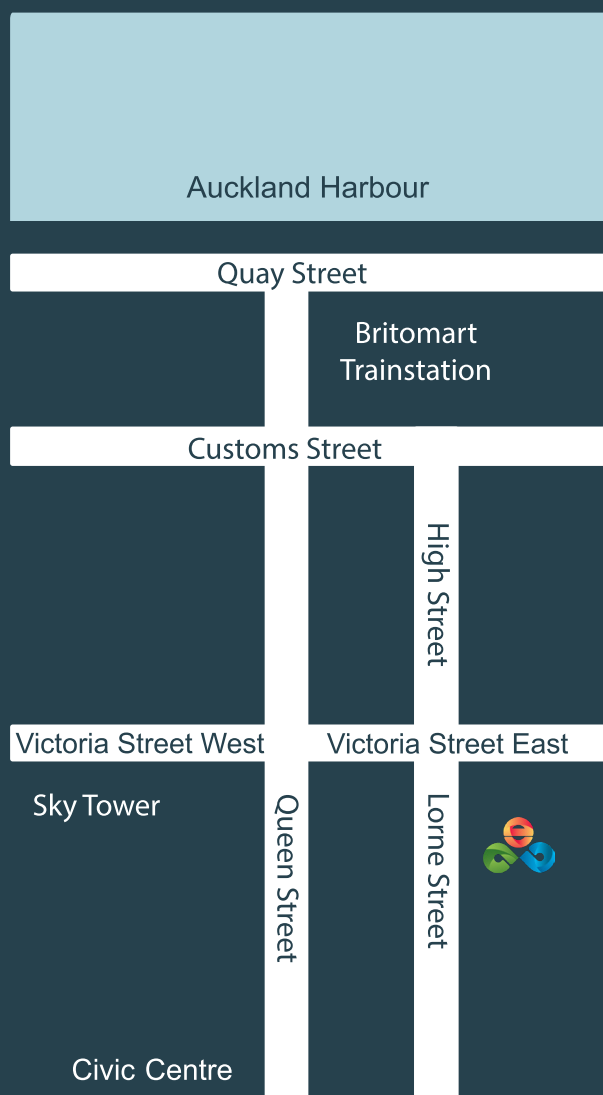 Auckland Harbour
Quay Street
Britomart
Trainstation
Customs Street
High Street
Victoria Street West
Victoria Street East
Sky Tower
Queen Street
Lorne Street
Civic Centre